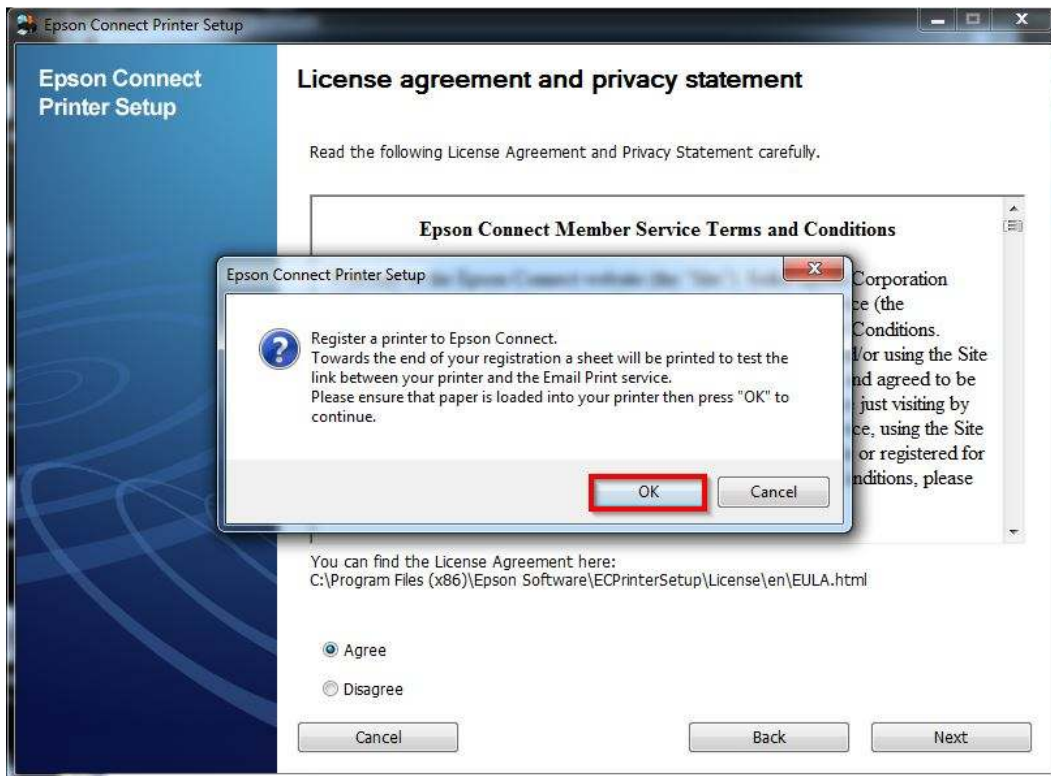 Epson Connect Printer Setup
Epson Connect
Printer Setup
License agreement and privacy statement
Read the following License Agreement and Privacy Statement carefully.
Epson Connect Member Service Terms and Conditions
Corporation
ce (the
Conditions.
/or using the Site
nd agreed to be
just visiting by
ce, using the Site
or registered for
nditions, please
Epson Connect Printer Setup
Register a printer to Epson Connect.
Towards the end of your registration a sheet will be printed to test the
link between your printer and the Email Print service.
Please ensure that paper is loaded into your printer then press "OK" to
continue.
OK
Cancel
You can find the License Agreement here:
C:\Program Files (x86)\Epson Software\ECPrinterSetup\License\en\EULA.html
Agree
Disagree
Cancel
Back
Next